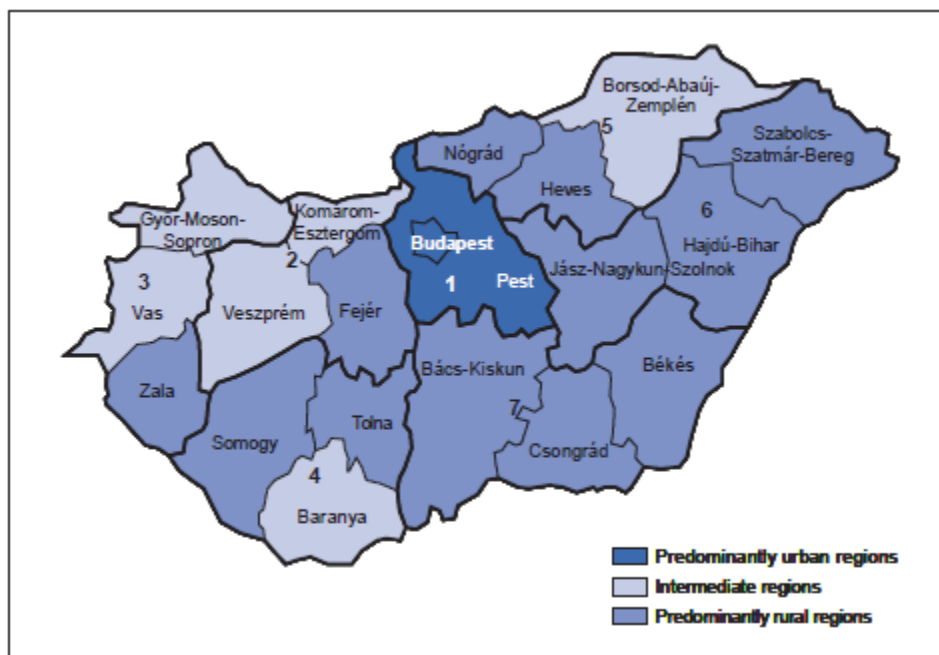 Borsod-Abaúj-
Zemplén
5
Szabolcs-
Szatmár-Bereg
Nógrád
Heves
6
Hajdú-Bihar
Győr-Moson-
Sopron
Komarom-
Esztergom
2
Budapest
1
Pest
Jász-Nagykun-Szolnok
3
Vas
Veszprém
Fejér
Zala
Bács-Kiskun
Békés
7
Somogy
Tolna
Csongrád
4
Baranya
Predominantly urban regions
Intermediate regions
Predominantly rural regions